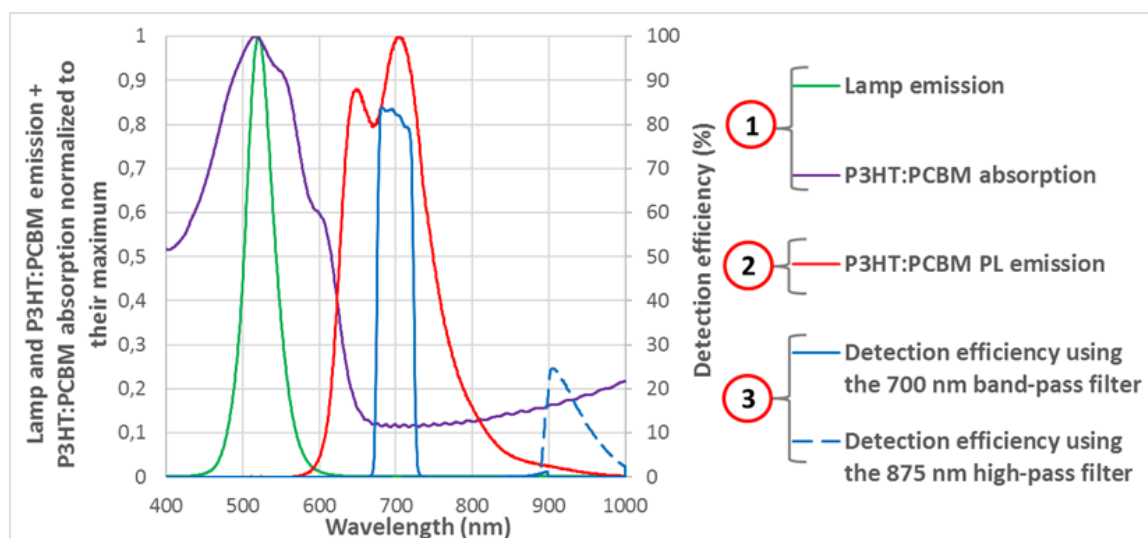 Lamp and P3HT:PCBM emission +
P3HT:PCBM absorption normalized to
their maximum
1
0,9
0,8
0,7
0,6
0,5
0,4
0,3
0,2
0,1
0
400 500 600 700 800 900 1000
Wavelength (nm)
100
90
80
70
60
50
40
30
20
10
0
Detection efficiency (%)
1
Lamp emission
P3HT:PCBM absorption
2
P3HT:PCBM PL emission
3
Detection efficiency using
the 700 nm band-pass filter
Detection efficiency using
the 875 nm high-pass filter